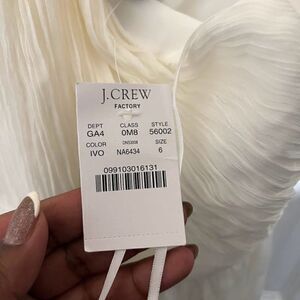 J.CREW
FACTORY
DEPT CLASS STYLE
GA4 0M8 56002
COLOR SIZE
IVO NA6434 6
099103016131